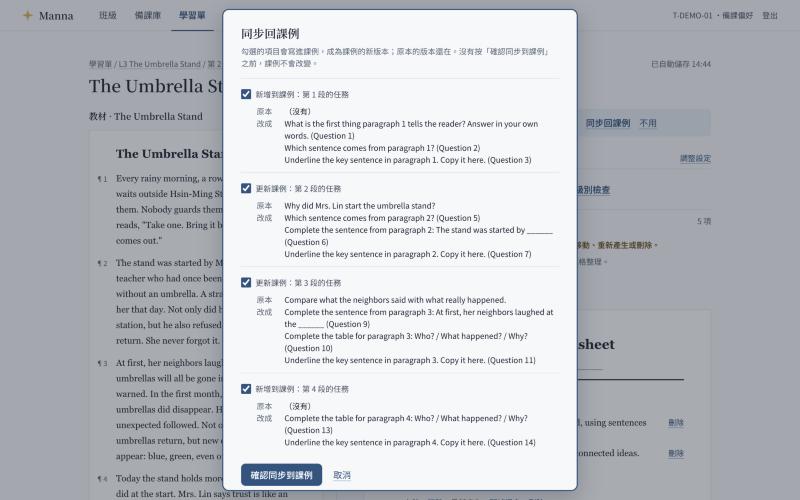 Manna
班級
備課庫
學習單
T-DEMO-01 · 備課偏好
登出
學習單 / L3 The Umbrella Stand / 第 2
已自動儲存 14:44
The Umbrella Stand
教材 · The Umbrella Stand
同步回課例
不用
調整設定
級別檢查
5 項
移動、重新產生或刪除。
格整理。
The Umbrella Sta
¶ 1
Every rainy morning, a row
waits outside Hsin-Ming St
them. Nobody guards them
reads, "Take one. Bring it b
comes out."
¶ 2
The stand was started by M
teacher who had once been
without an umbrella. A stra
her that day. Not only did h
station, but he also refused
return. She never forgot it.
¶ 3
At first, her neighbors laugh
umbrellas will all be gone i
warned. In the first month,
umbrellas did disappear. H
unexpected followed. Not o
umbrellas return, but new o
appear: blue, green, even o
¶ 4
Today the stand holds more
did at the start. Mrs. Lin says trust is like an
sheet
l, using sentences
刪除
onnected ideas.
刪除
同步回課例
勾選的項目會寫進課例，成為課例的新版本；原本的版本還在。沒有按「確認同步到課例」
之前，課例不會改變。
新增到課例：第 1 段的任務
原本 （沒有）
改成 What is the first thing paragraph 1 tells the reader? Answer in your own
words. (Question 1)
Which sentence comes from paragraph 1? (Question 2)
Underline the key sentence in paragraph 1. Copy it here. (Question 3)
更新課例：第 2 段的任務
原本 Why did Mrs. Lin start the umbrella stand?
改成 Which sentence comes from paragraph 2? (Question 5)
Complete the sentence from paragraph 2: The stand was started by ______
(Question 6)
Underline the key sentence in paragraph 2. Copy it here. (Question 7)
更新課例：第 3 段的任務
原本 Compare what the neighbors said with what really happened.
改成 Complete the sentence from paragraph 3: At first, her neighbors laughed at
the ______ (Question 9)
Complete the table for paragraph 3: Who? / What happened? / Why?
(Question 10)
Underline the key sentence in paragraph 3. Copy it here. (Question 11)
新增到課例：第 4 段的任務
原本 （沒有）
改成 Complete the table for paragraph 4: Who? / What happened? / Why?
(Question 13)
Underline the key sentence in paragraph 4. Copy it here. (Question 14)
確認同步到課例
取消